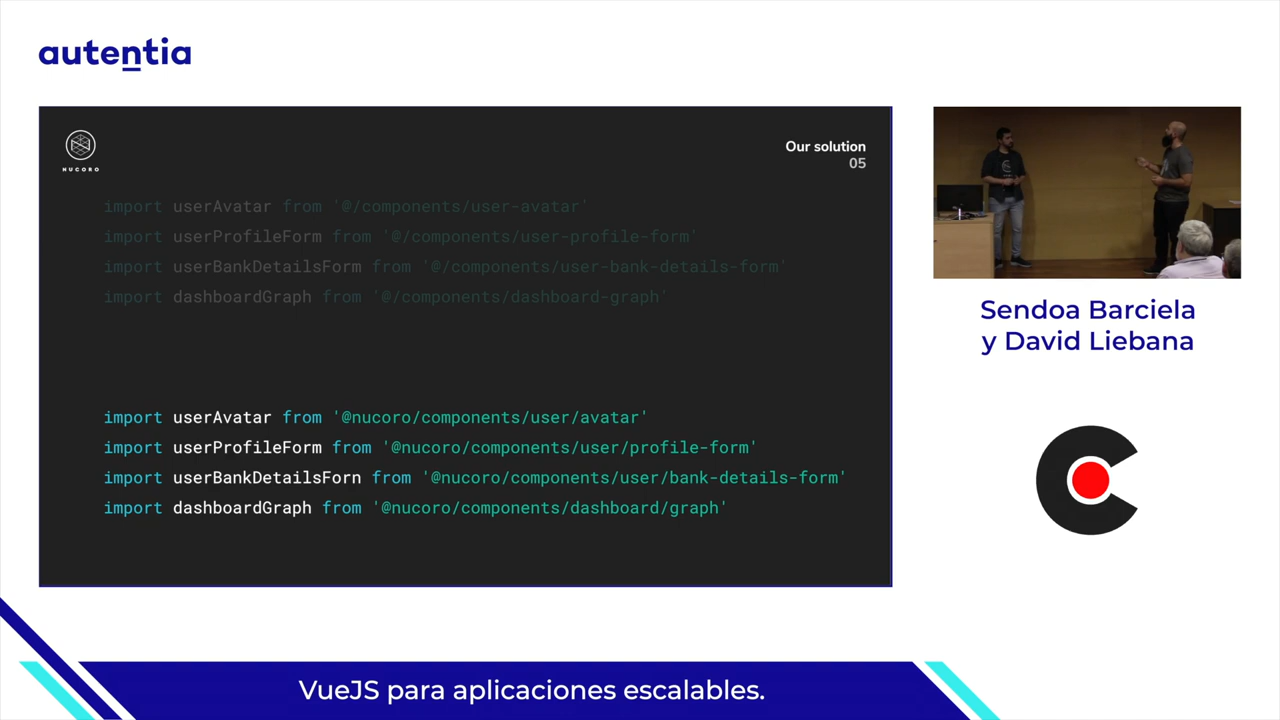 autentia
NUCORO
Our solution
05
import userAvatar from '@/components/user-avatar'
import userProfileForm from '@/components/user-profile-form'
import userBankDetailsForm from '@/components/user-bank-details-form'
import dashboardGraph from '@/components/dashboard-graph'
import userAvatar from '@nucoro/components/user/avatar'
import userProfileForm from '@nucoro/components/user/profile-form'
import userBankDetailsForn from '@nucoro/components/user/bank-details-form'
import dashboardGraph from '@nucoro/components/dashboard/graph'
Sendoa Barciela
y David Liebana
VueJS para aplicaciones escalables.